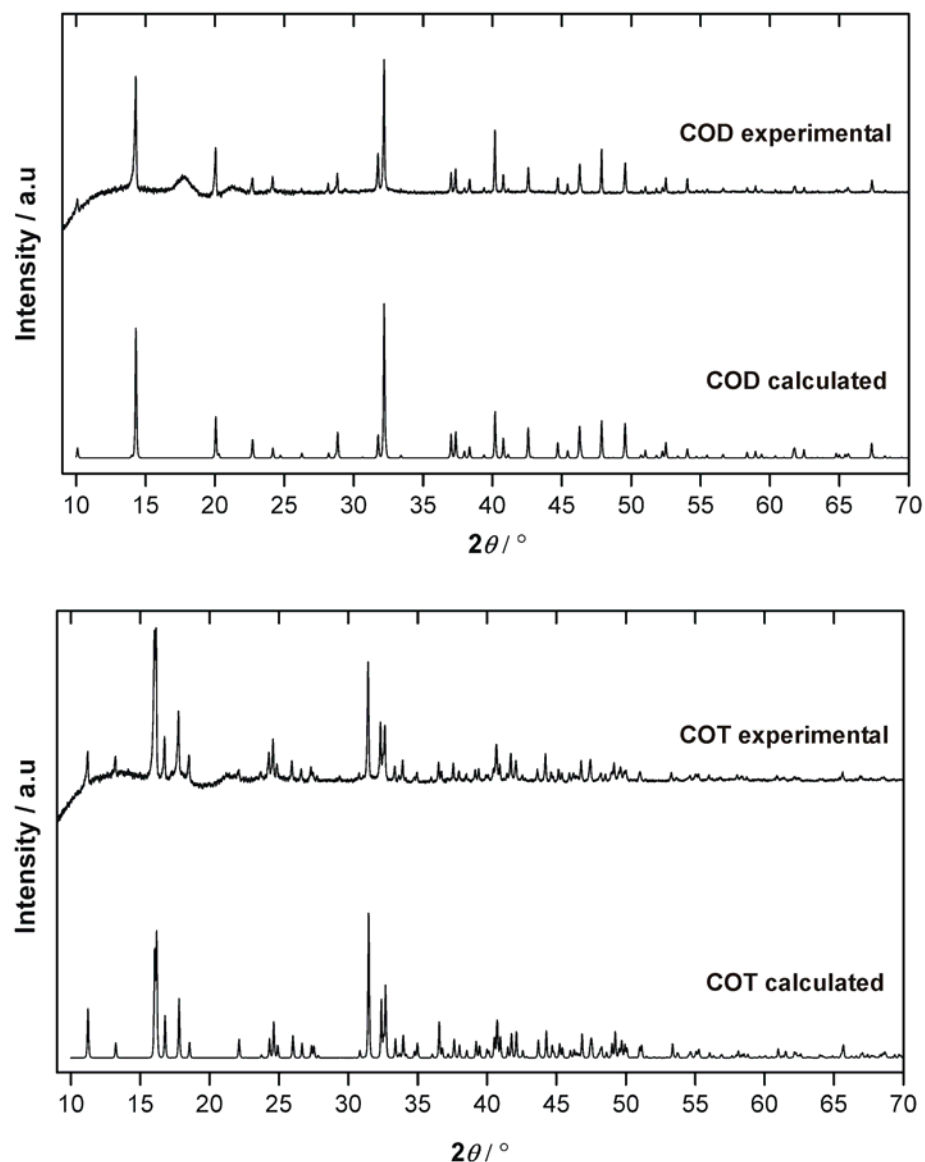 COD experimental
COD calculated
Intensity / a.u
10 15 20 25 30 35 40 45 50 55 60 65 70
2θ / °
COT experimental
COT calculated
Intensity / a.u
10 15 20 25 30 35 40 45 50 55 60 65 70
2θ / °